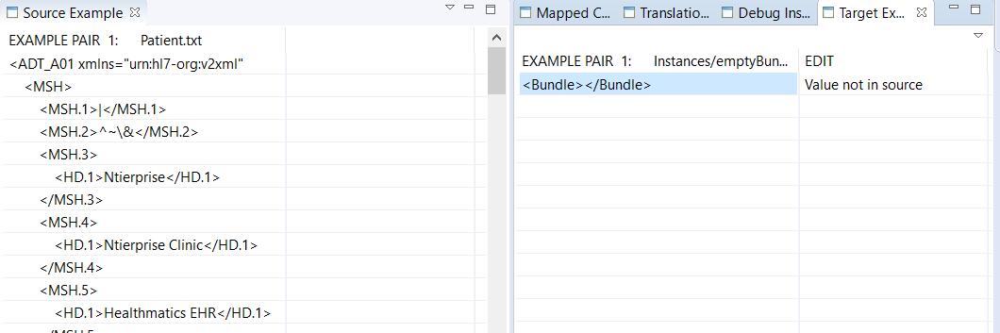 Source Example
EXAMPLE PAIR 1: Patient.txt
<ADT_A01 xmlns="urn:hl7-org:v2xml"
<MSH>
<MSH.1>|</MSH.1>
<MSH.2>^~\&</MSH.2>
<MSH.3>
<HD.1>Ntierprise</HD.1>
</MSH.3>
<MSH.4>
<HD.1>Ntierprise Clinic</HD.1>
</MSH.4>
<MSH.5>
<HD.1>Healthmatics EHR</HD.1>
</MSH.5
Mapped C... Translatio... Debug Ins... Target Ex...
EXAMPLE PAIR 1: Instances/emptyBun... EDIT
<Bundle></Bundle> Value not in source